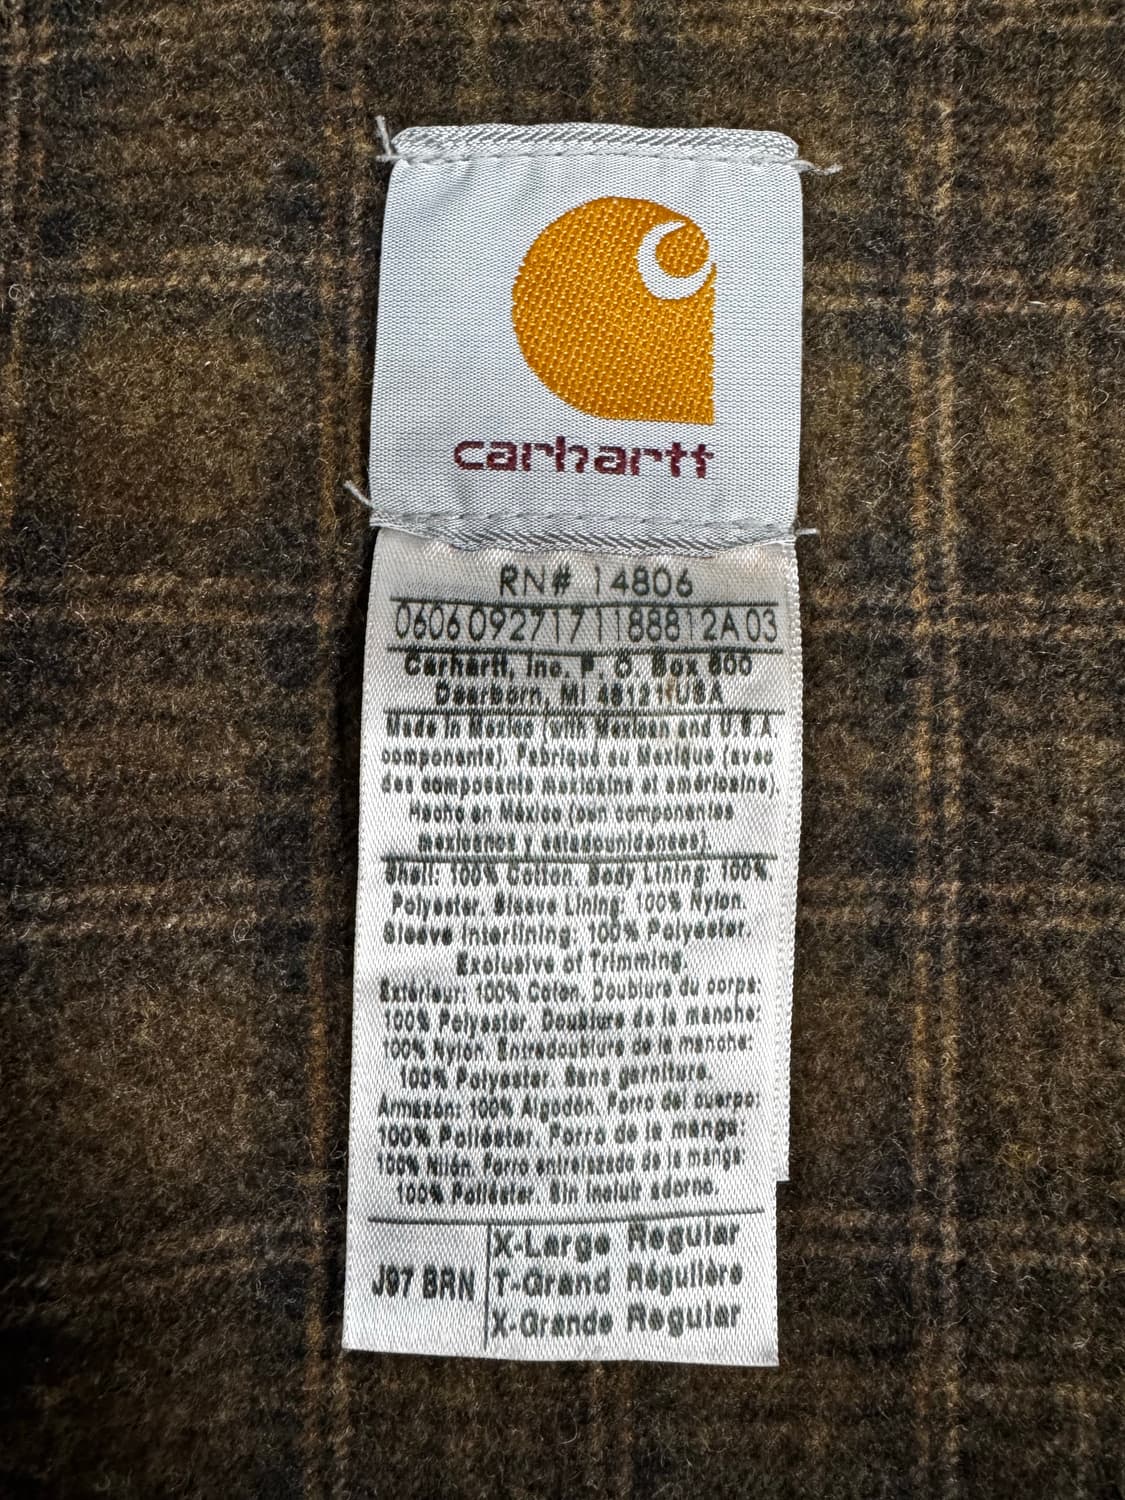 carhartt
RN# 14806
0606 0927171188812A 03
Carhartt, Inc. P. O. Box 600
Dearborn, MI 48121 USA
Made in Mexico (with Mexican and U.S.A.
components). Fabriqué au Mexique (avec
des composants mexicains et américains).
Hecho en México (con componentes
mexicanos y estadounidenses).
Shell: 100% Cotton. Body Lining: 100%
Polyester. Sleeve Lining: 100% Nylon.
Sleeve Interlining: 100% Polyester.
Exclusive of Trimming.
Extérieur: 100% Coton. Doublure du corps:
100% Polyester. Doublure de la manche:
100% Nylon. Entredoublure de la manche:
100% Polyester. Sans garniture.
Armazón: 100% Algodón. Forro del cuerpo:
100% Poliéster. Forro de la manga:
100% Nilón. Forro entrelazado de la manga:
100% Poliéster. Sin incluir adorno.
J97 BRN
X-Large Regular
T-Grand Régulière
X-Grande Regular